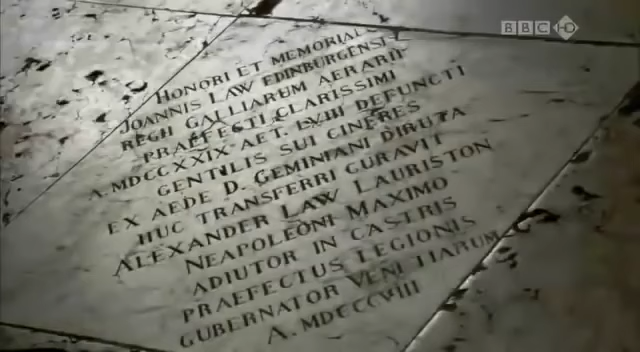 BBC
HONORI ET MEMORIAE
JOANNIS LAW EDINBURGENSIS
REGII GALLIARUM AERARII
PRAEFECTI CLARISSIMI
A. MDCCXXIX AET. LVIII DEFUNCTI
GENTILIS SUI CINERES
EX AEDE D. GEMINIANI DIRUTA
HUC TRANSFERRI CURAVIT
ALEXANDER LAW LAURISTON
NEAPOLEONI MAXIMO
ADIUTOR IN CASTRIS
PRAEFECTUS LEGIONIS
GUBERNATOR VENETIARUM
A. MDCCCVIII